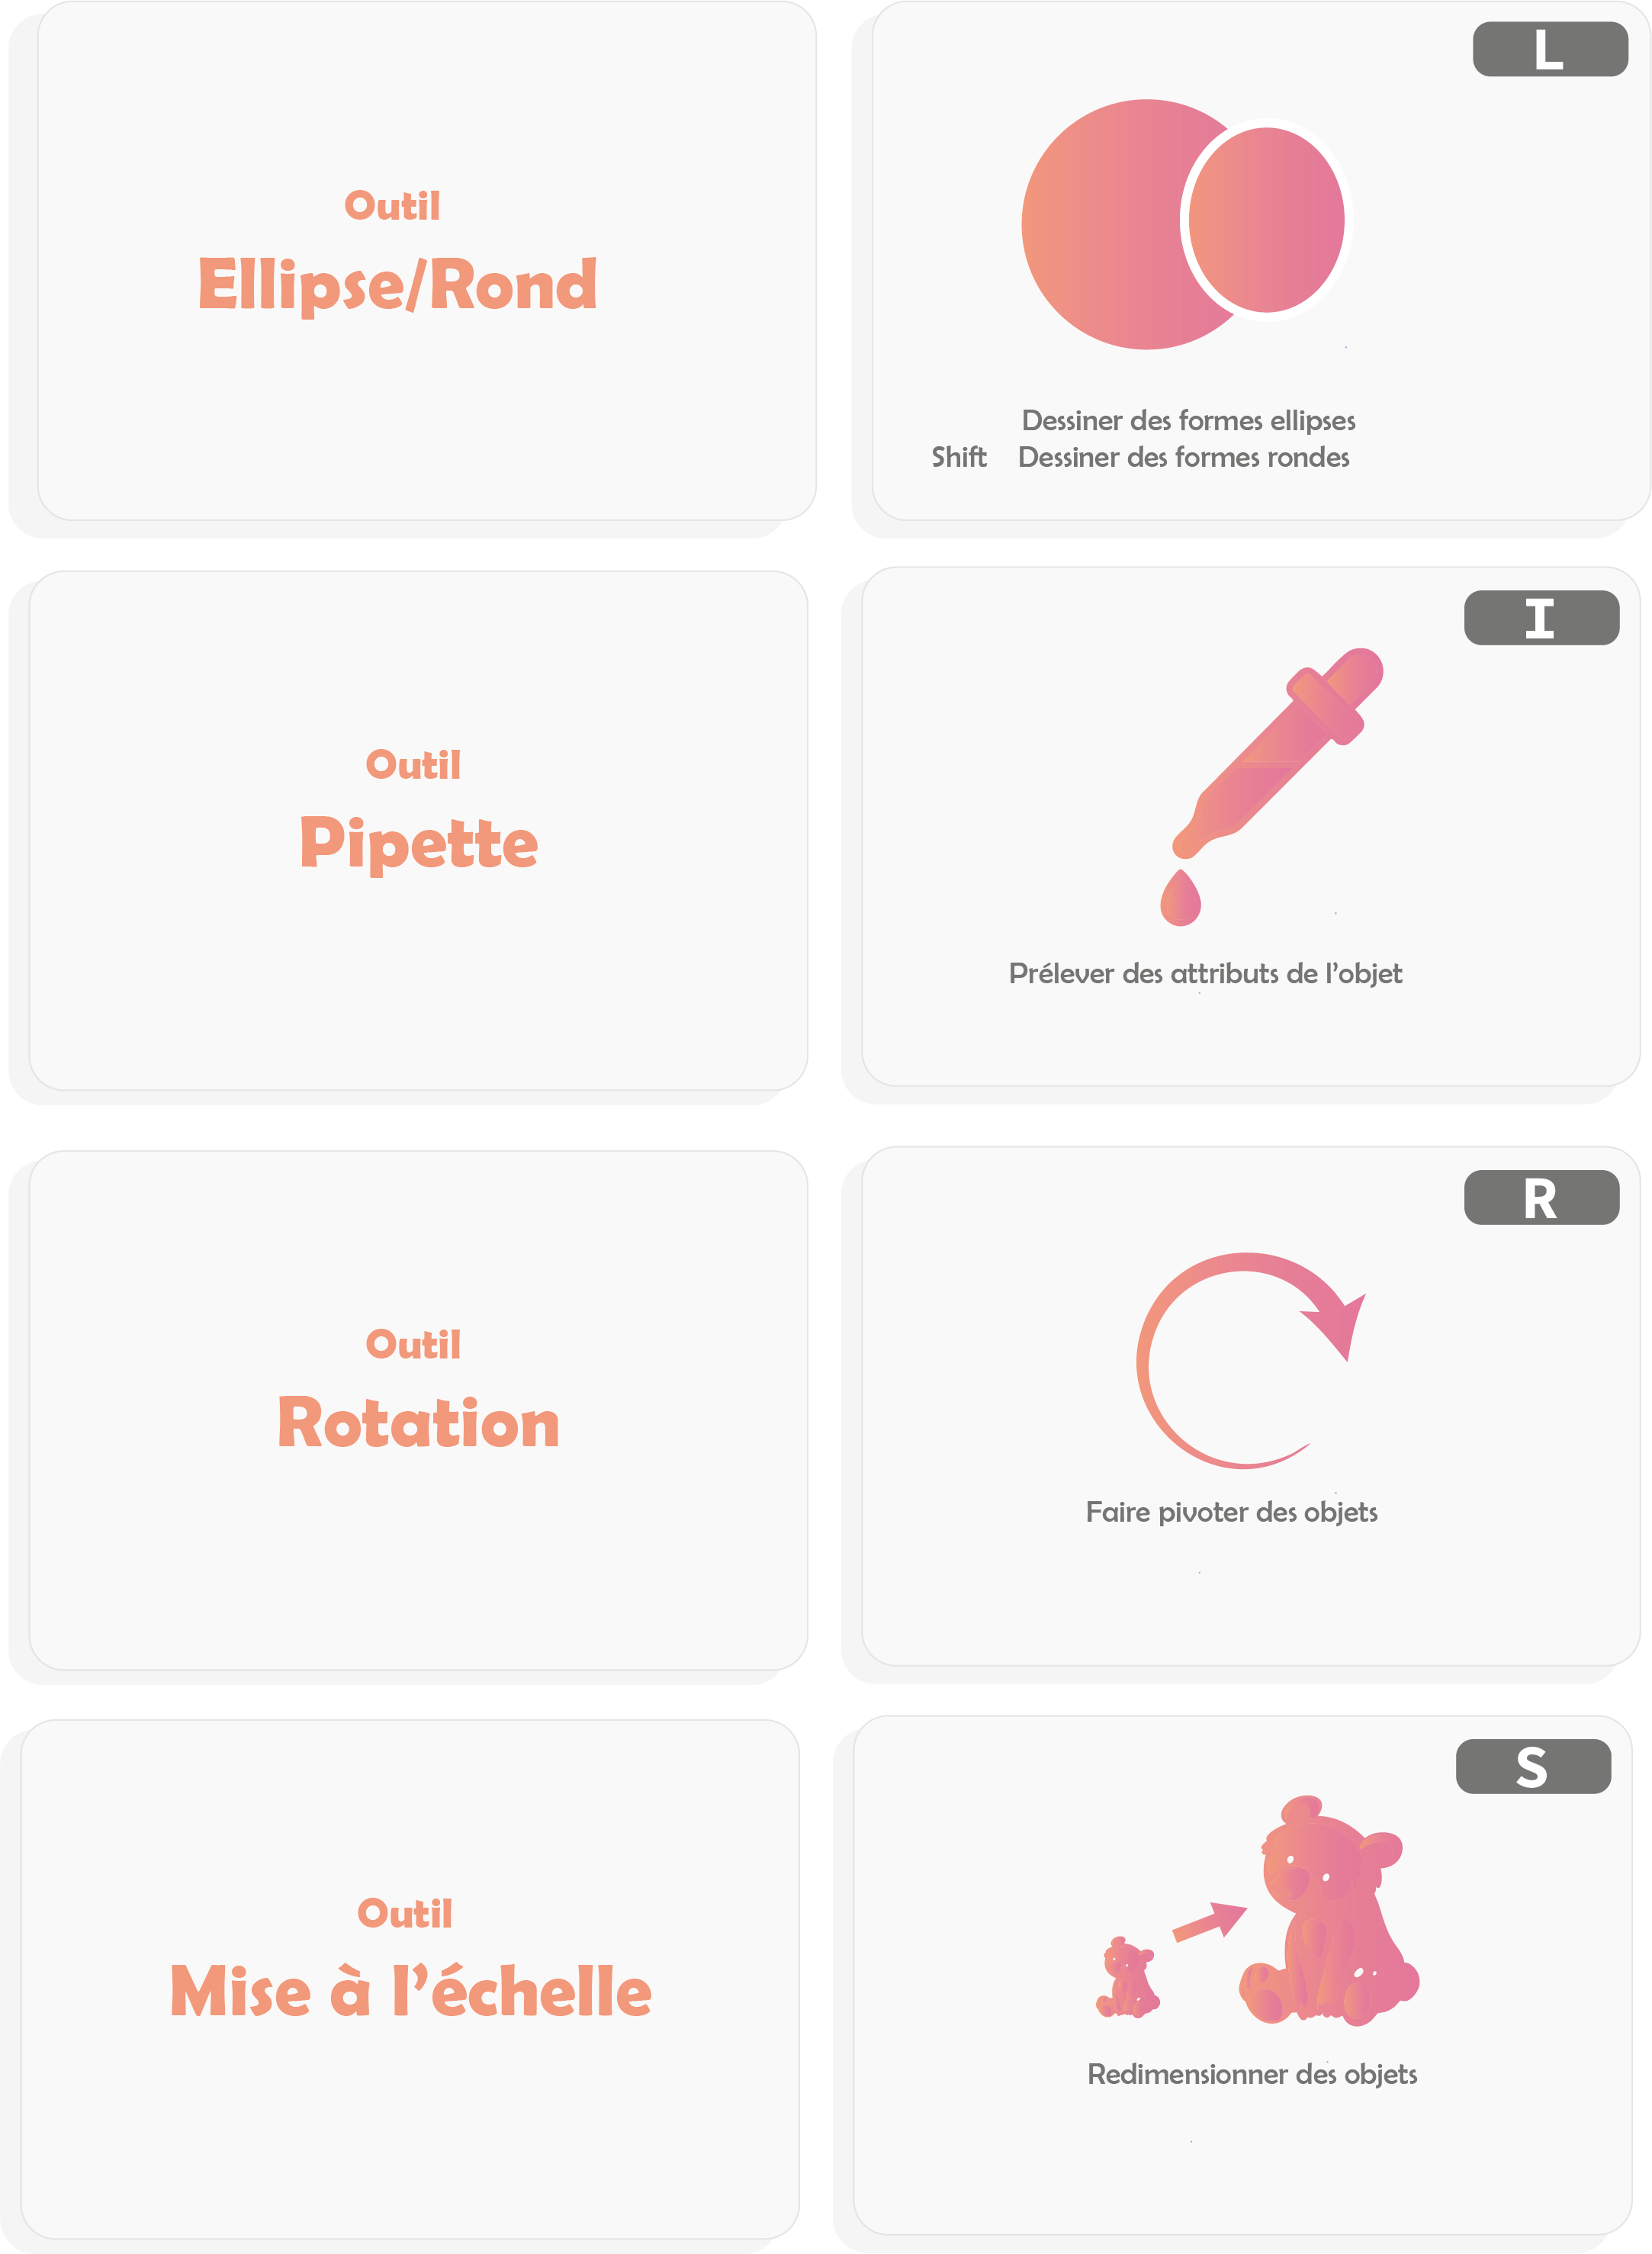 Outil
Ellipse/Rond
L
Dessiner des formes ellipses
Shift Dessiner des formes rondes
Outil
Pipette
I
Prélever des attributs de l’objet
Outil
Rotation
R
Faire pivoter des objets
Outil
Mise à l’échelle
S
Redimensionner des objets